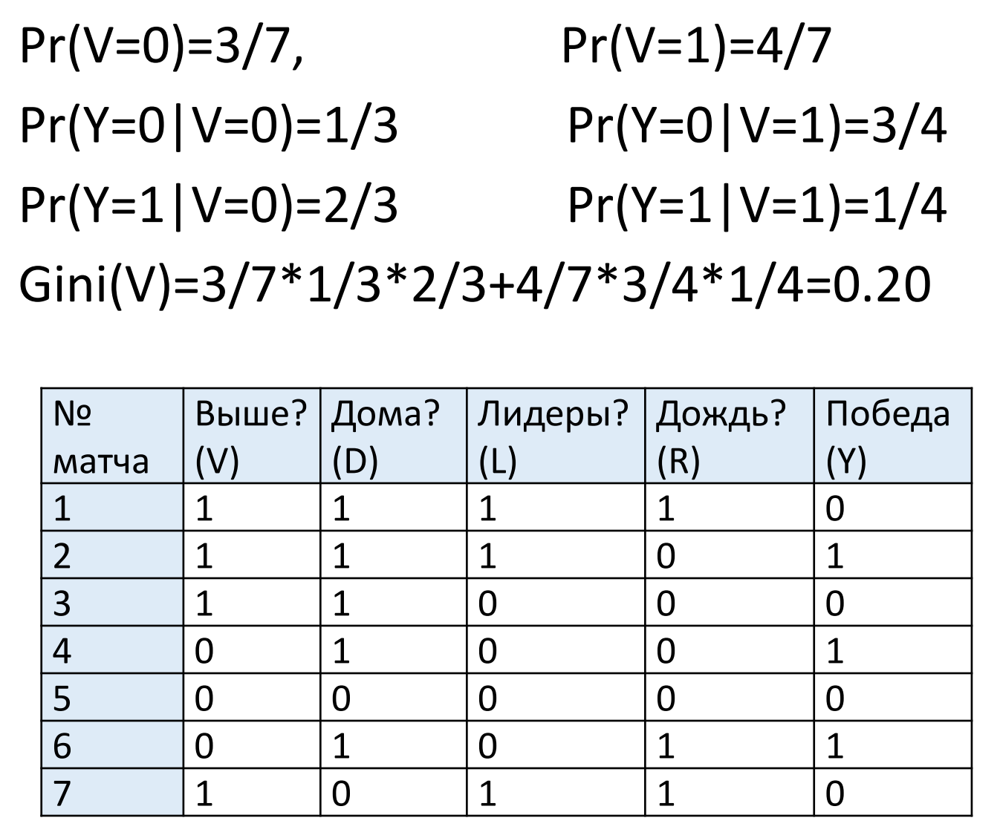 Pr(V=0)=3/7, Pr(V=1)=4/7
Pr(Y=0|V=0)=1/3 Pr(Y=0|V=1)=3/4
Pr(Y=1|V=0)=2/3 Pr(Y=1|V=1)=1/4
Gini(V)=3/7*1/3*2/3+4/7*3/4*1/4=0.20
№ Выше? Дома? Лидеры? Дождь? Победа
матча (V) (D) (L) (R) (Y)
1 1 1 1 1 0
2 1 1 1 0 1
3 1 1 0 0 0
4 0 1 0 0 1
5 0 0 0 0 0
6 0 1 0 1 1
7 1 0 1 1 0